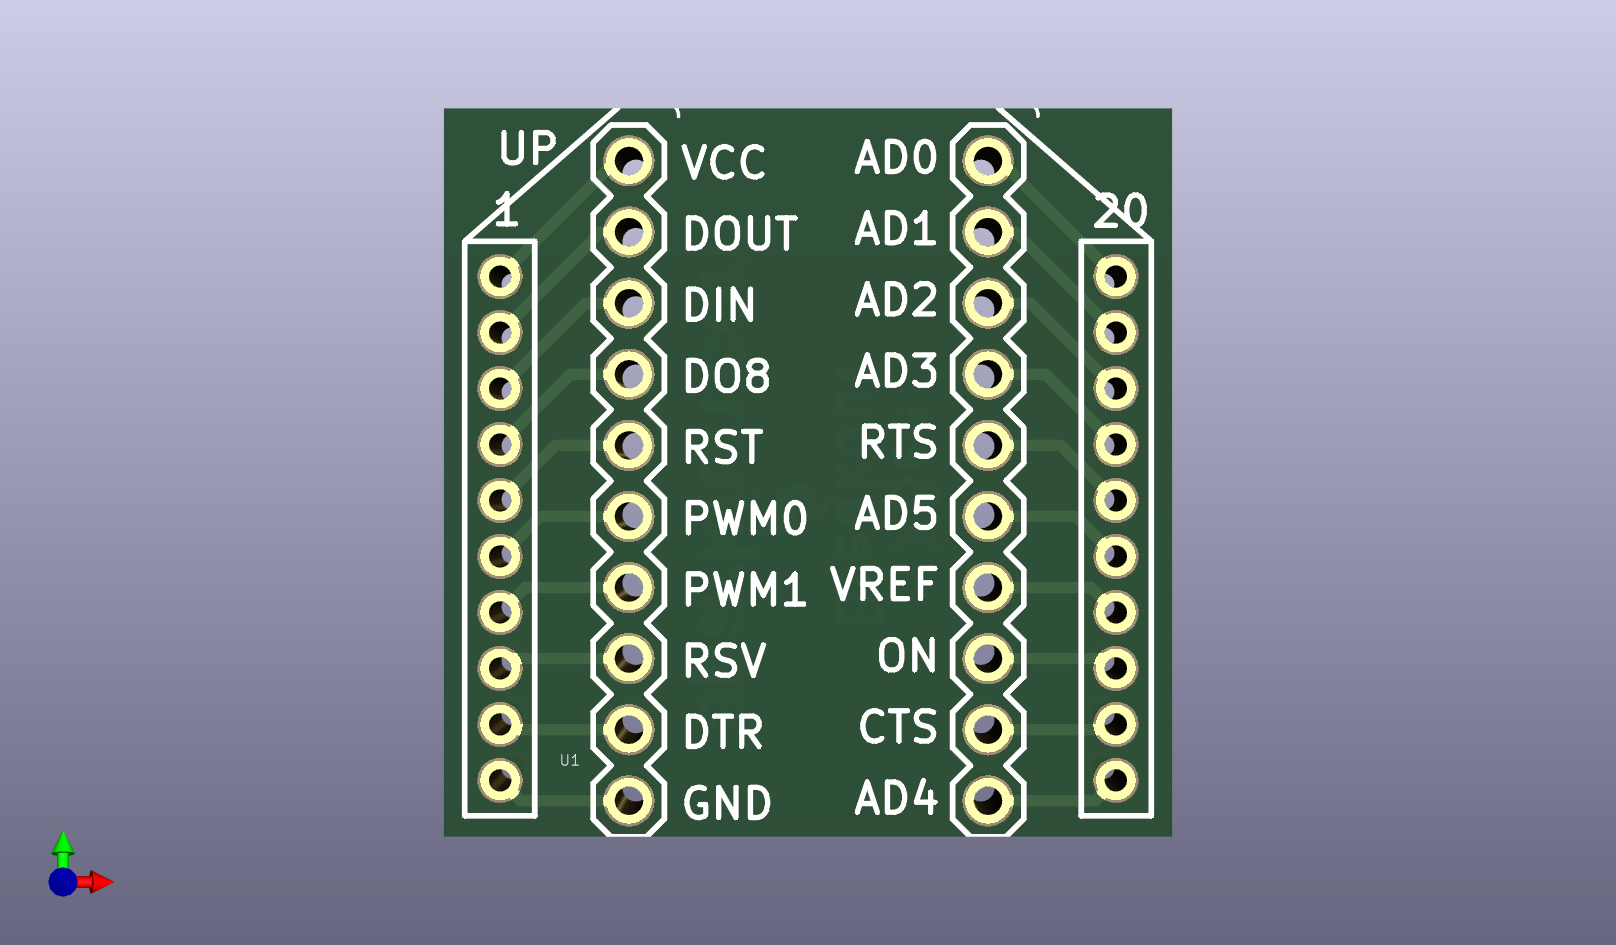 UP
1
20
VCC
DOUT
DIN
DO8
RST
PWM0
PWM1
RSV
DTR
GND
U1
AD0
AD1
AD2
AD3
RTS
AD5
VREF
ON
CTS
AD4